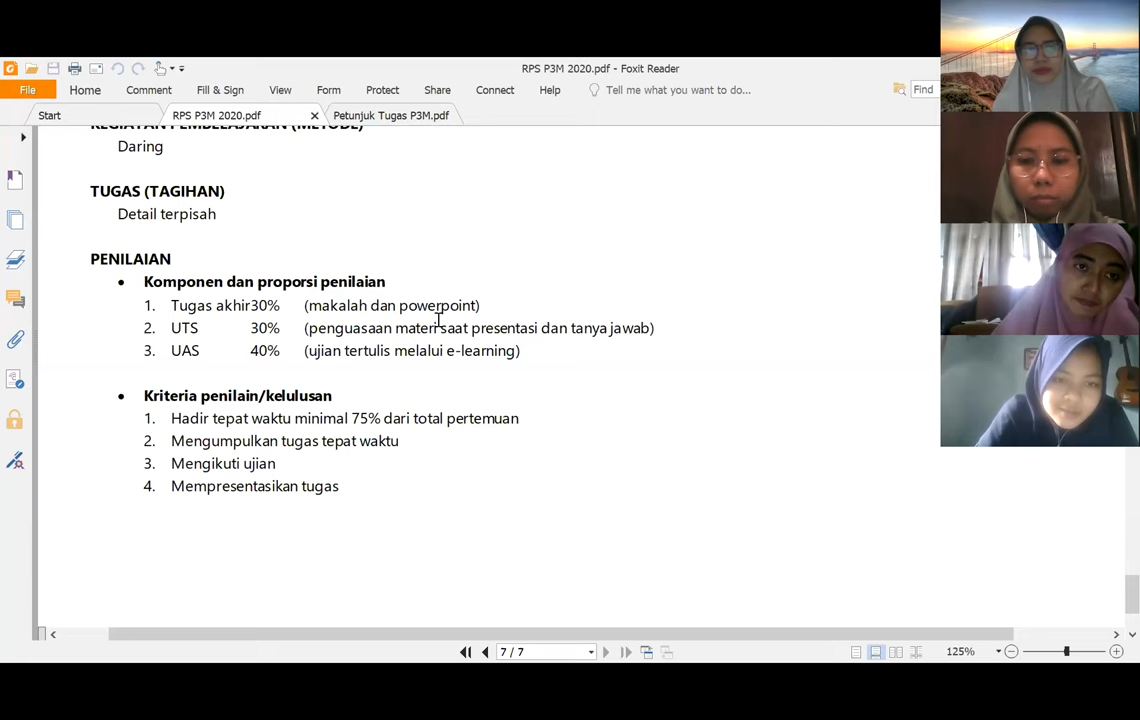 RPS P3M 2020.pdf - Foxit Reader
File Home Comment Fill & Sign View Form Protect Share Connect Help Tell me what you want to do... Find
Start RPS P3M 2020.pdf Petunjuk Tugas P3M.pdf
KEGIATAN PEMBELAJARAN (METODE)
Daring
TUGAS (TAGIHAN)
Detail terpisah
PENILAIAN
• Komponen dan proporsi penilaian
1. Tugas akhir30% (makalah dan powerpoint)
2. UTS 30% (penguasaan materi saat presentasi dan tanya jawab)
3. UAS 40% (ujian tertulis melalui e-learning)
• Kriteria penilain/kelulusan
1. Hadir tepat waktu minimal 75% dari total pertemuan
2. Mengumpulkan tugas tepat waktu
3. Mengikuti ujian
4. Mempresentasikan tugas
7 / 7 125%